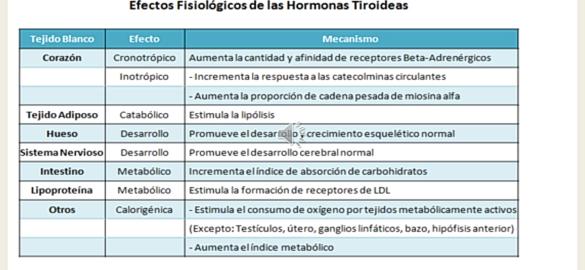 Efectos Fisiológicos de las Hormonas Tiroideas
Tejido Blanco Efecto Mecanismo
Corazón Cronotrópico Aumenta la cantidad y afinidad de receptores Beta-Adrenérgicos
Inotrópico - Incrementa la respuesta a las catecolminas circulantes
- Aumenta la proporción de cadena pesada de miosina alfa
Tejido Adiposo Catabólico Estimula la lipólisis
Hueso Desarrollo Promueve el desarrollo y crecimiento esquelético normal
Sistema Nervioso Desarrollo Promueve el desarrollo cerebral normal
Intestino Metabólico Incrementa el índice de absorción de carbohidratos
Lipoproteína Metabólico Estimula la formación de receptores de LDL
Otros Calorigénica - Estimula el consumo de oxígeno por tejidos metabólicamente activos
(Excepto: Testículos, útero, ganglios linfáticos, bazo, hipófisis anterior)
- Aumenta el índice metabólico